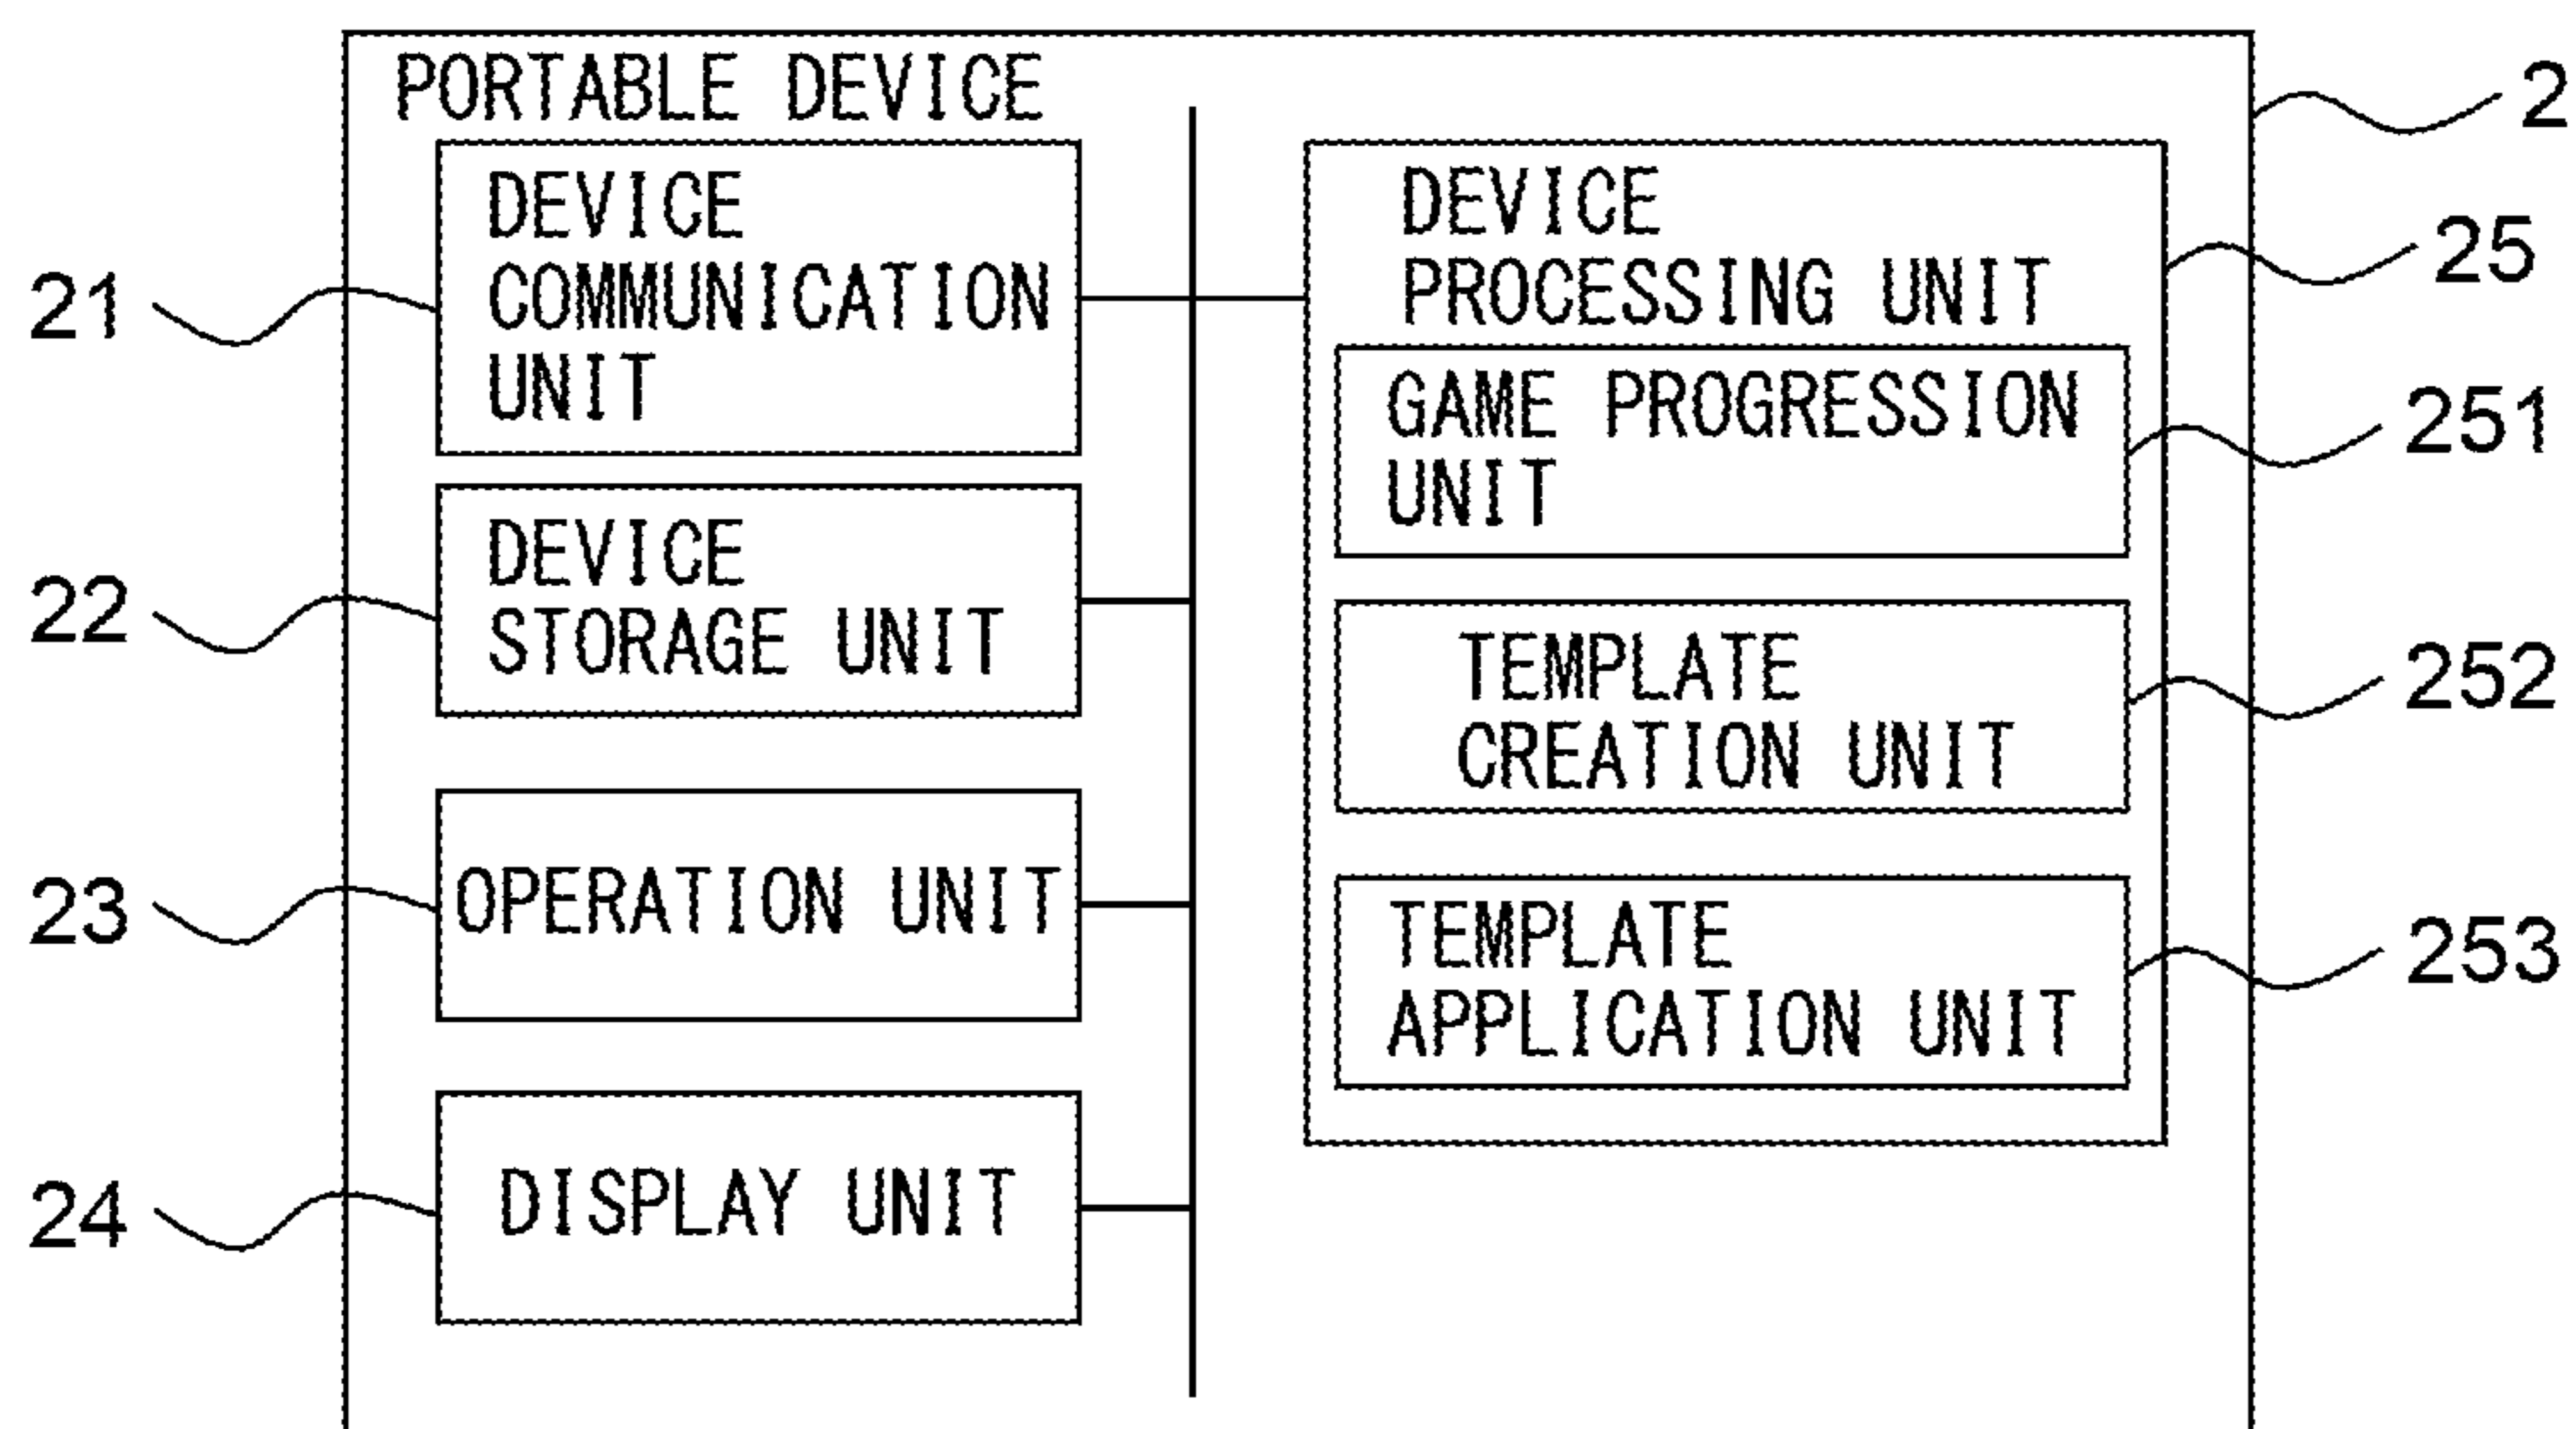 PORTABLE DEVICE
2
21
DEVICE
COMMUNICATION
UNIT
22
DEVICE
STORAGE UNIT
23
OPERATION UNIT
24
DISPLAY UNIT
DEVICE
PROCESSING UNIT
25
GAME PROGRESSION
UNIT
251
TEMPLATE
CREATION UNIT
252
TEMPLATE
APPLICATION UNIT
253